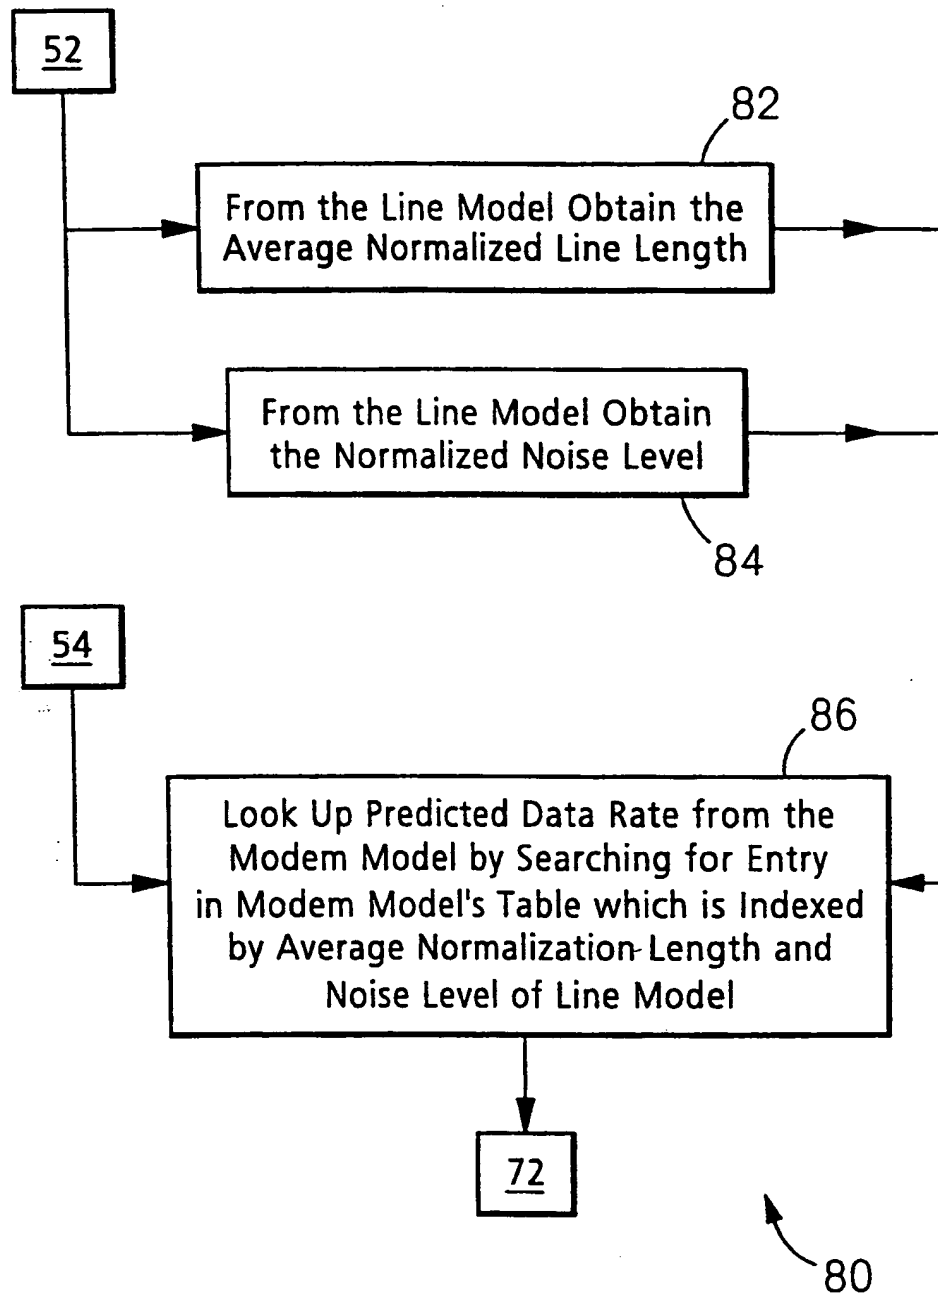 52
82
From the Line Model Obtain the
Average Normalized Line Length
From the Line Model Obtain
the Normalized Noise Level
84
54
86
Look Up Predicted Data Rate from the
Modem Model by Searching for Entry
in Modem Model's Table which is Indexed
by Average Normalization Length and
Noise Level of Line Model
72
80